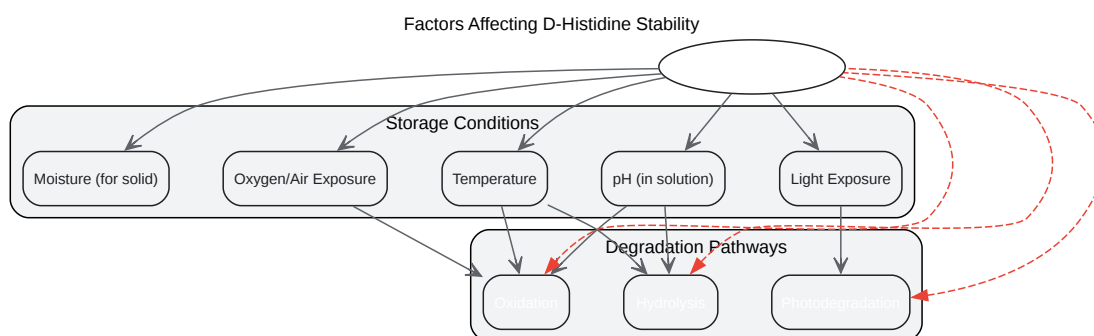 Factors Affecting D-Histidine Stability
Storage Conditions
Moisture (for solid)
Oxygen/Air Exposure
Temperature
pH (in solution)
Light Exposure
Degradation Pathways
Oxidation
Hydrolysis
Photodegradation